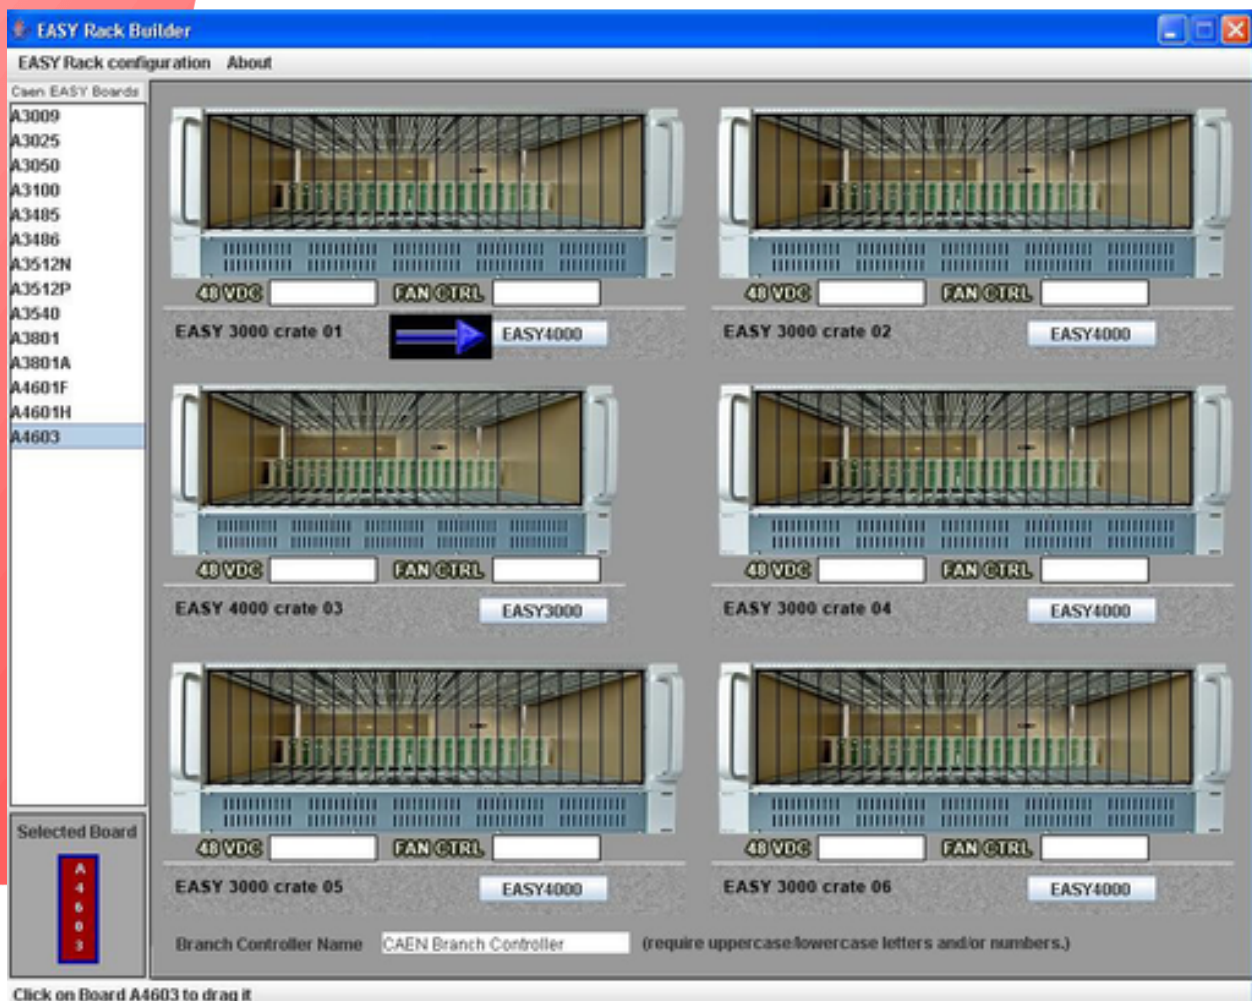 EASY Rack Builder
EASY Rack configuration About
Caen EASY Boards
A3009
A3025
A3050
A3100
A3485
A3486
A3512N
A3512P
A3540
A3801
A3801A
A4601F
A4601H
A4603
48 VDC FAN CTRL
EASY 3000 crate 01 EASY4000
48 VDC FAN CTRL
EASY 3000 crate 02 EASY4000
48 VDC FAN CTRL
EASY 4000 crate 03 EASY3000
48 VDC FAN CTRL
EASY 3000 crate 04 EASY4000
48 VDC FAN CTRL
EASY 3000 crate 05 EASY4000
48 VDC FAN CTRL
EASY 3000 crate 06 EASY4000
Selected Board
A
4
6
0
3
Branch Controller Name CAEN Branch Controller (require uppercase/lowercase letters and/or numbers.)
Click on Board A4603 to drag it